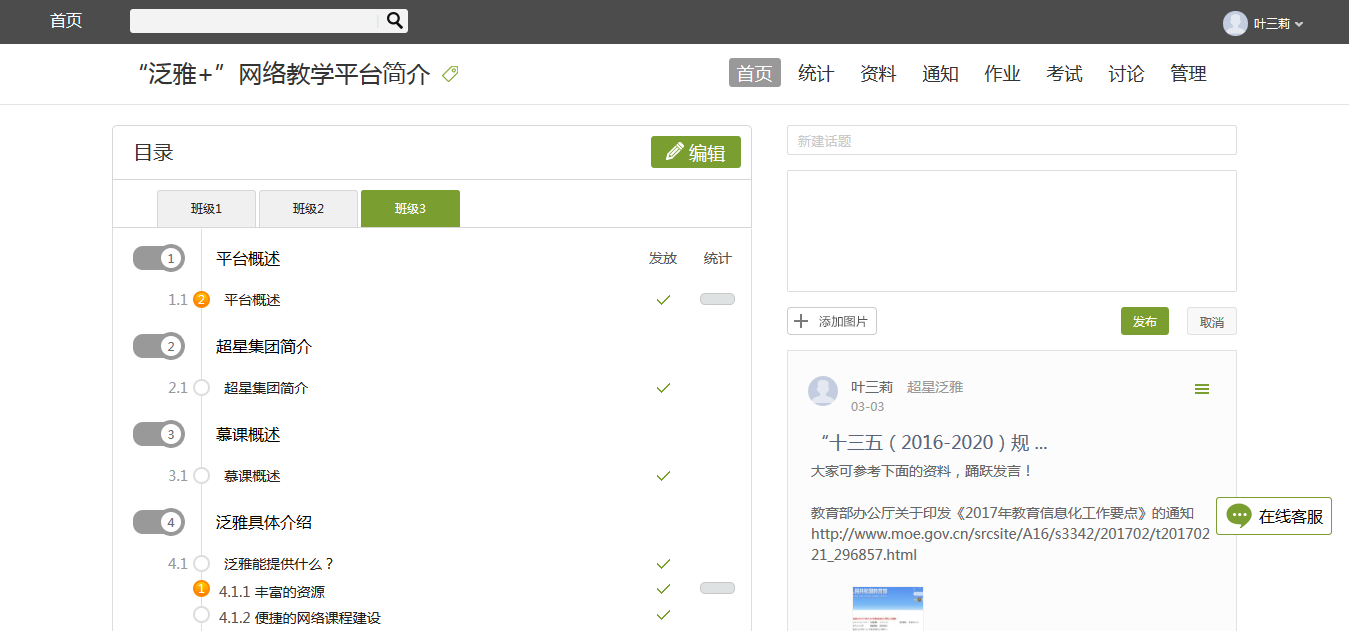 首页
叶三莉
“泛雅+”网络教学平台简介
首页 统计 资料 通知 作业 考试 讨论 管理
目录
编辑
班级1 班级2 班级3
1 平台概述 发放 统计
1.1 2 平台概述
2 超星集团简介
2.1 超星集团简介
3 慕课概述
3.1 慕课概述
4 泛雅具体介绍
4.1 泛雅能提供什么？
1 4.1.1 丰富的资源
4.1.2 便捷的网络课程建设
新建话题
添加图片 发布 取消
叶三莉 超星泛雅
03-03
“十三五（2016-2020）规 ...
大家可参考下面的资料，踊跃发言！
教育部办公厅关于印发《2017年教育信息化工作要点》的通知
http://www.moe.gov.cn/srcsite/A16/s3342/201702/t201702
21_296857.html
在线客服